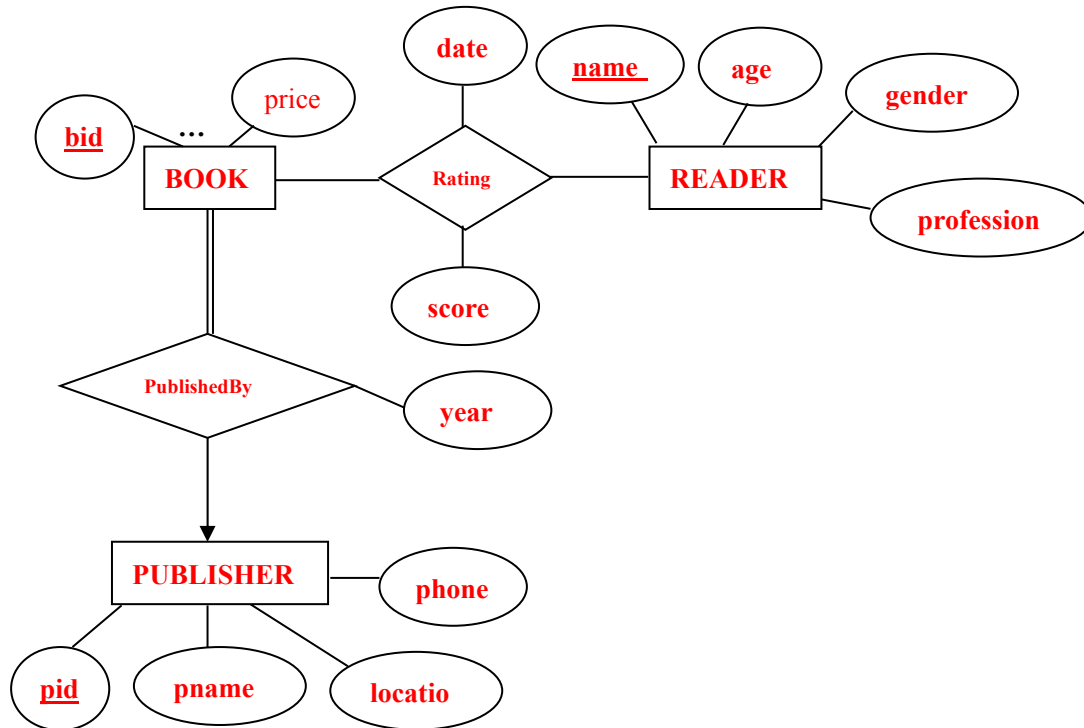 date
name
age
gender
price
bid
...
BOOK
Rating
READER
profession
score
PublishedBy
year
PUBLISHER
phone
pid
pname
locatio